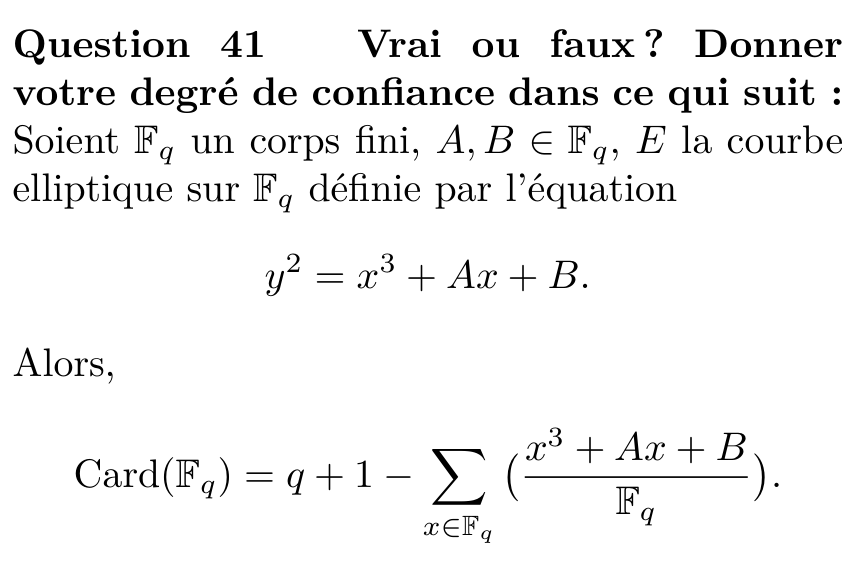 Question 41 Vrai ou faux ? Donner
votre degré de confiance dans ce qui suit :
Soient $\mathbb{F}_q$ un corps fini, $A, B \in \mathbb{F}_q$, $E$ la courbe
elliptique sur $\mathbb{F}_q$ définie par l'équation
$y^2 = x^3 + Ax + B.$
Alors,
$\mathrm{Card}(\mathbb{F}_q) = q + 1 - \sum_{x \in \mathbb{F}_q} (\frac{x^3 + Ax + B}{\mathbb{F}_q}).$